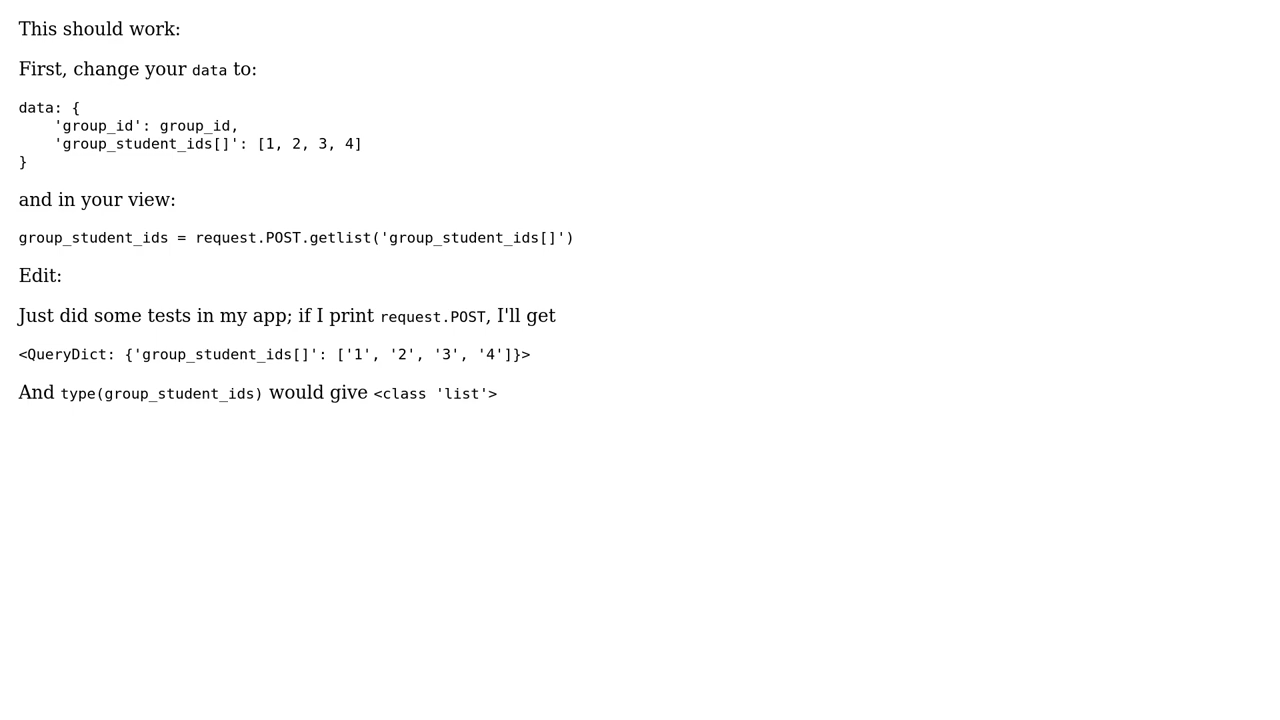 This should work:
First, change your data to:
data: {
    'group_id': group_id,
    'group_student_ids[]': [1, 2, 3, 4]
}
and in your view:
group_student_ids = request.POST.getlist('group_student_ids[]')
Edit:
Just did some tests in my app; if I print request.POST, I'll get
<QueryDict: {'group_student_ids[]': ['1', '2', '3', '4']}>
And type(group_student_ids) would give <class 'list'>